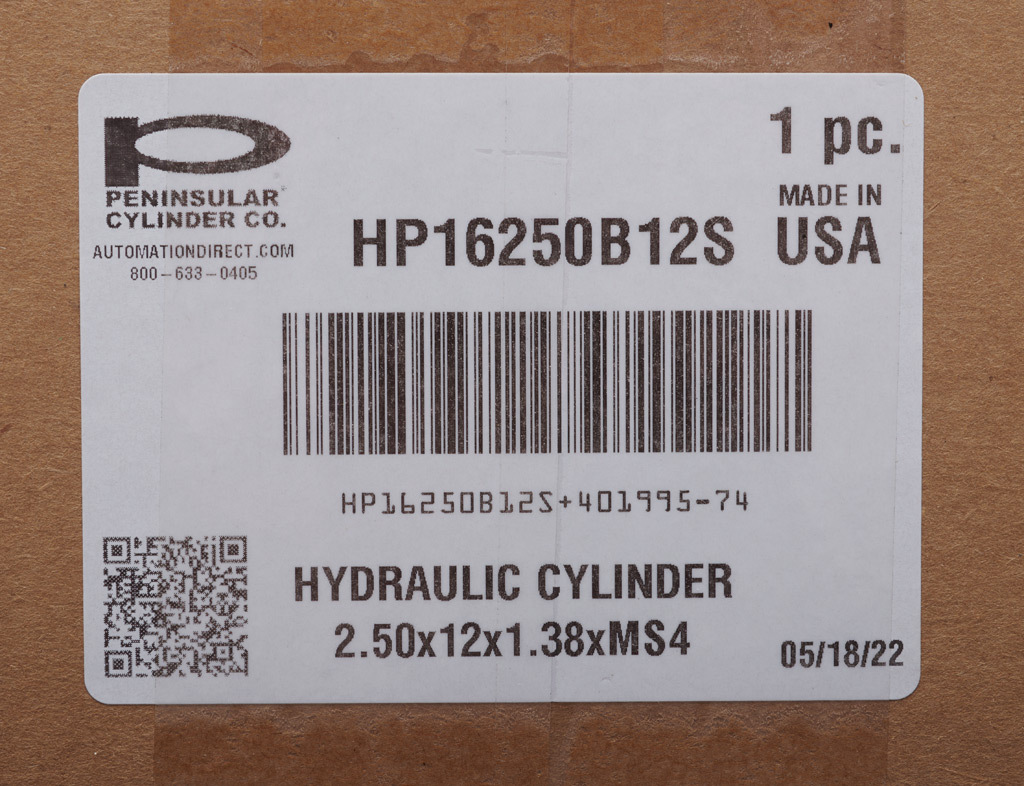 PENINSULAR
CYLINDER CO.
AUTOMATIONDIRECT.COM
800-633-0405
1 pc.
MADE IN
USA
HP16250B12S
HP16250B12S+401995-74
HYDRAULIC CYLINDER
2.50x12x1.38xMS4
05/18/22